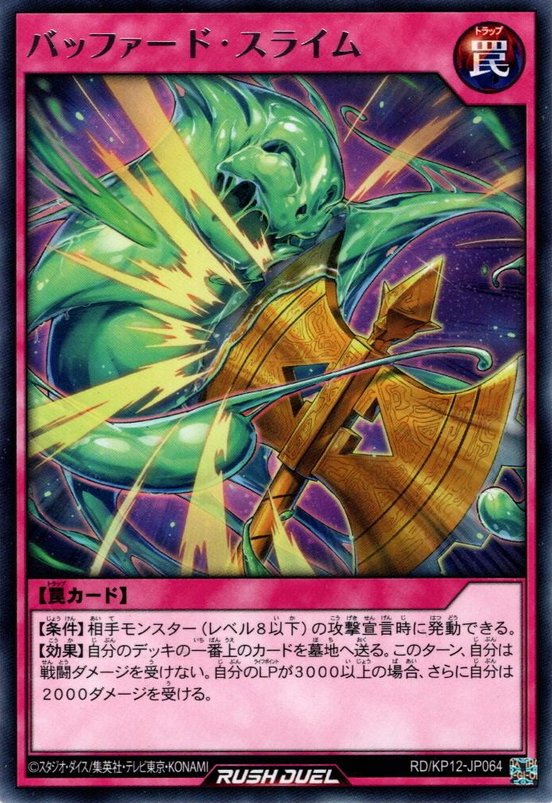 バッファード・スライム
トラップ
罠
【罠カード】
【条件】相手モンスター(レベル8以下)の攻撃宣言時に発動できる。
【効果】自分のデッキの一番上のカードを墓地へ送る。このターン、自分は
戦闘ダメージを受けない。自分のLPが3000以上の場合、さらに自分は
2000ダメージを受ける。
©スタジオ・ダイス/集英社・テレビ東京・KONAMI
RUSH DUEL
RD/KP12-JP064